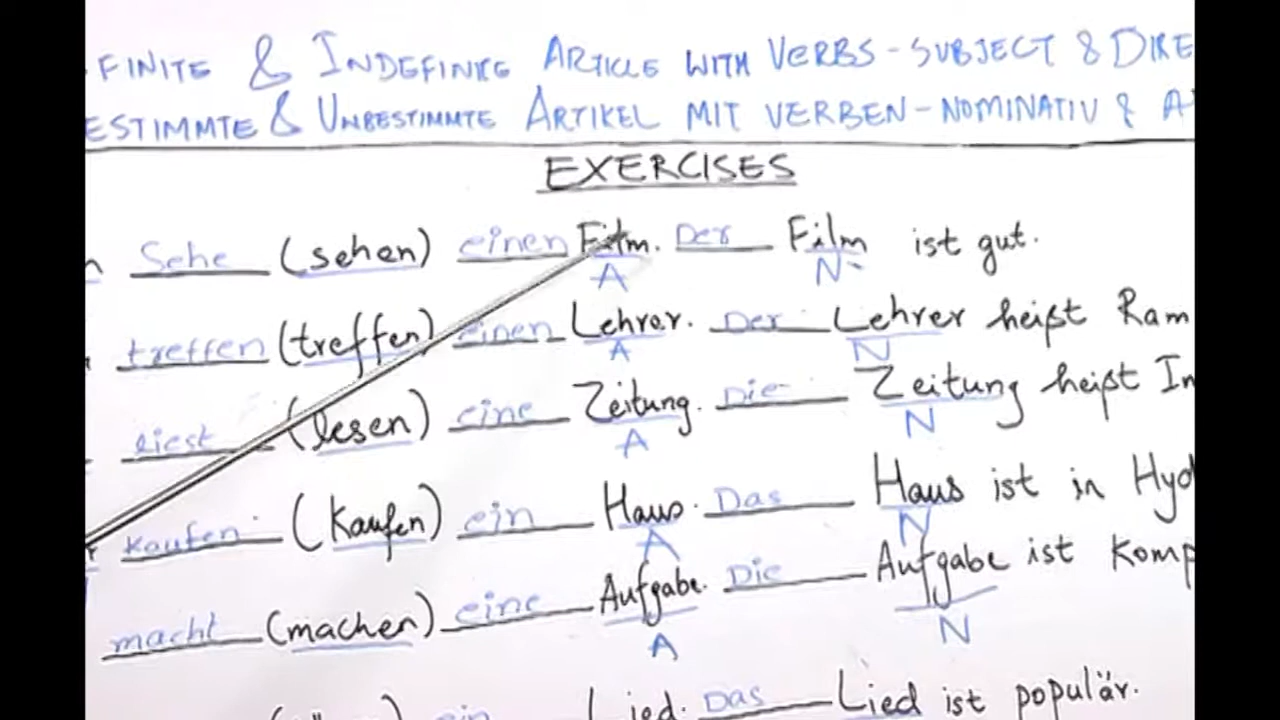 FINITE & INDEFINITE ARTICLE WITH VERBS - SUBJECT & DIRE
ESTIMMTE & UNBESTIMMTE ARTIKEL MIT VERBEN - NOMINATIV & A
EXERCISES
Sehe (sehen) einen Film. Der Film ist gut.
A N
treffen (treffen) einen Lehrer. Der Lehrer heißt Ram
A N
liest (lesen) eine Zeitung. Die Zeitung heißt In
A N
kaufen (kaufen) ein Haus. Das Haus ist in Hyd
A N
macht (machen) eine Aufgabe. Die Aufgabe ist komp
A N
ein Lied. Das Lied ist populär.